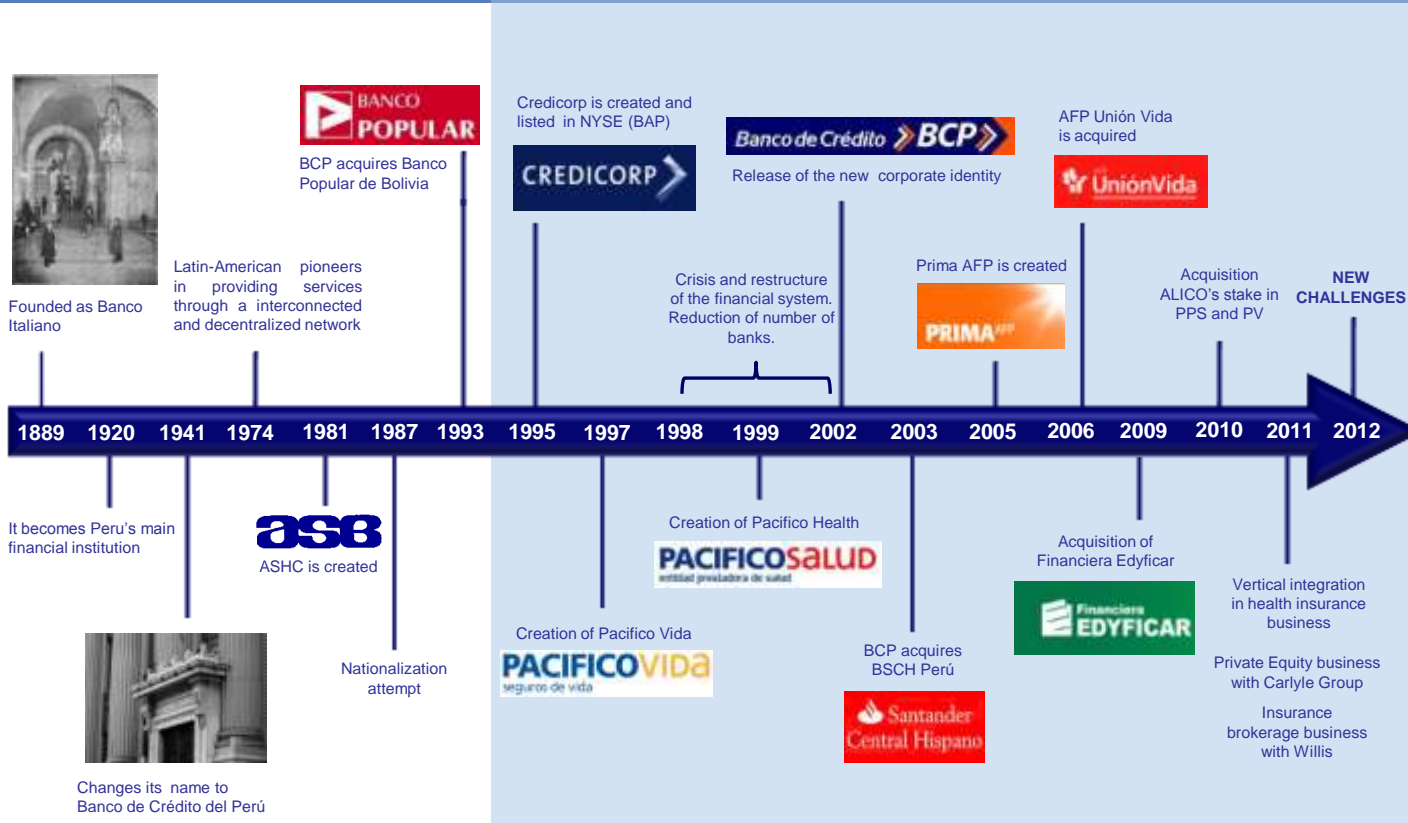 BANCO
POPULAR
BCP acquires Banco
Popular de Bolivia
Credicorp is created and
listed in NYSE (BAP)
CREDICORP
Banco de Crédito BCP
Release of the new corporate identity
AFP Unión Vida
is acquired
UniónVida
Founded as Banco
Italiano
Latin-American pioneers
in providing services
through a interconnected
and decentralized network
Crisis and restructure
of the financial system.
Reduction of number of
banks.
Prima AFP is created
PRIMA AFP
Acquisition
ALICO's stake in
PPS and PV
NEW
CHALLENGES
1889 1920 1941 1974 1981 1987 1993 1995 1997 1998 1999 2002 2003 2005 2006 2009 2010 2011 2012
It becomes Peru's main
financial institution
Changes its name to
Banco de Crédito del Perú
asB
ASHC is created
Nationalization
attempt
Creation of Pacifico Vida
PACIFICOVIDa
seguros de vida
Creation of Pacifico Health
PACIFICOSaLUD
entidad prestadora de salud
BCP acquires
BSCH Perú
Santander
Central Hispano
Acquisition of
Financiera Edyficar
Financiera
EDYFICAR
Vertical integration
in health insurance
business
Private Equity business
with Carlyle Group
Insurance
brokerage business
with Willis